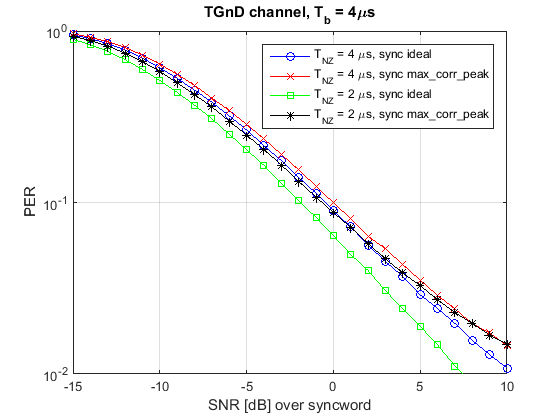 TGnD channel, T_b = 4μs
10^0
10^-1
10^-2
PER
T_NZ = 4 μs, sync ideal
T_NZ = 4 μs, sync max_corr_peak
T_NZ = 2 μs, sync ideal
T_NZ = 2 μs, sync max_corr_peak
-15 -10 -5 0 5 10
SNR [dB] over syncword